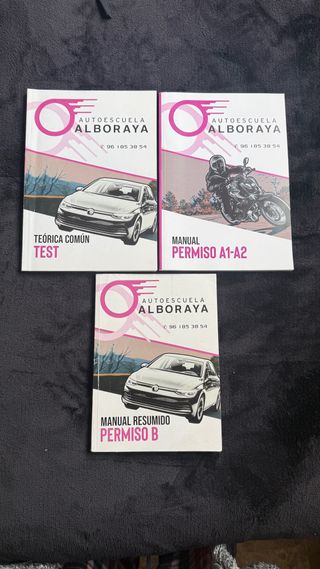 AUTOESCUELA
ALBORAYA
96 185 38 54
TEÓRICA COMÚN
TEST
AUTOESCUELA
ALBORAYA
96 185 38 54
MANUAL
PERMISO A1-A2
AUTOESCUELA
ALBORAYA
96 185 38 54
MANUAL RESUMIDO
PERMISO B